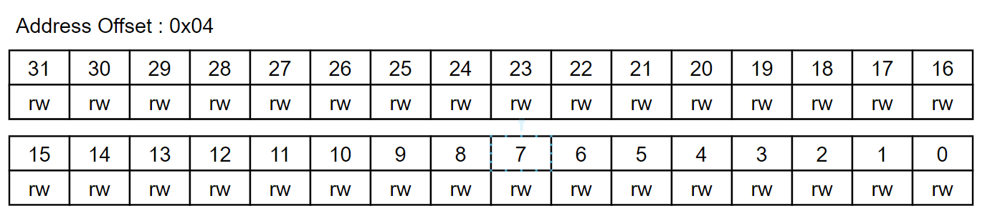 Address Offset : 0x04
31 30 29 28 27 26 25 24 23 22 21 20 19 18 17 16
rw rw rw rw rw rw rw rw rw rw rw rw rw rw rw rw
15 14 13 12 11 10 9 8 7 6 5 4 3 2 1 0
rw rw rw rw rw rw rw rw rw rw rw rw rw rw rw rw